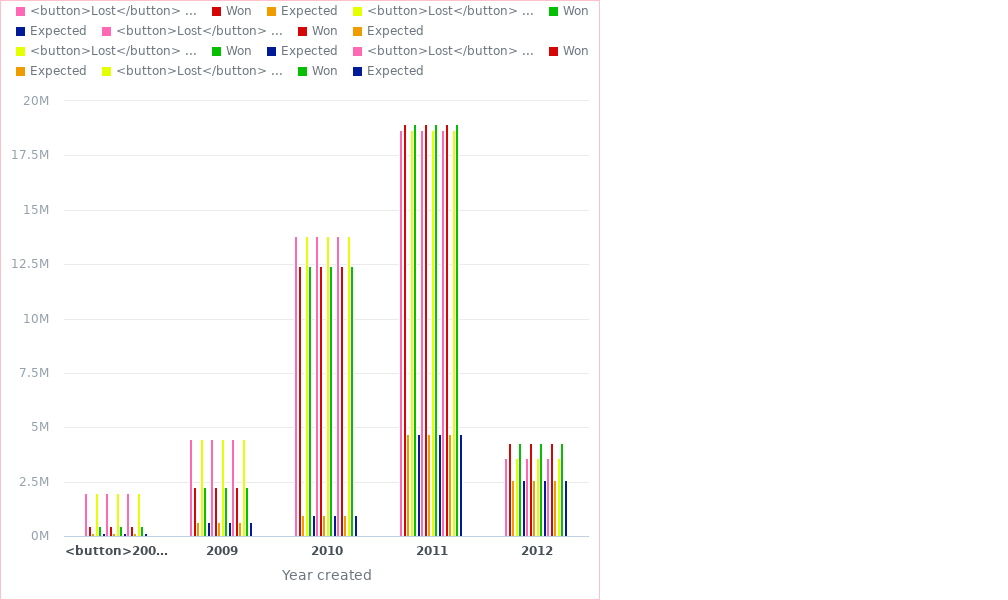 <button>Lost</button> ... Won Expected <button>Lost</button> ... Won
Expected <button>Lost</button> ... Won Expected
<button>Lost</button> ... Won Expected <button>Lost</button> ... Won
Expected <button>Lost</button> ... Won Expected
20M
17.5M
15M
12.5M
10M
7.5M
5M
2.5M
0M
<button>200... 2009 2010 2011 2012
Year created